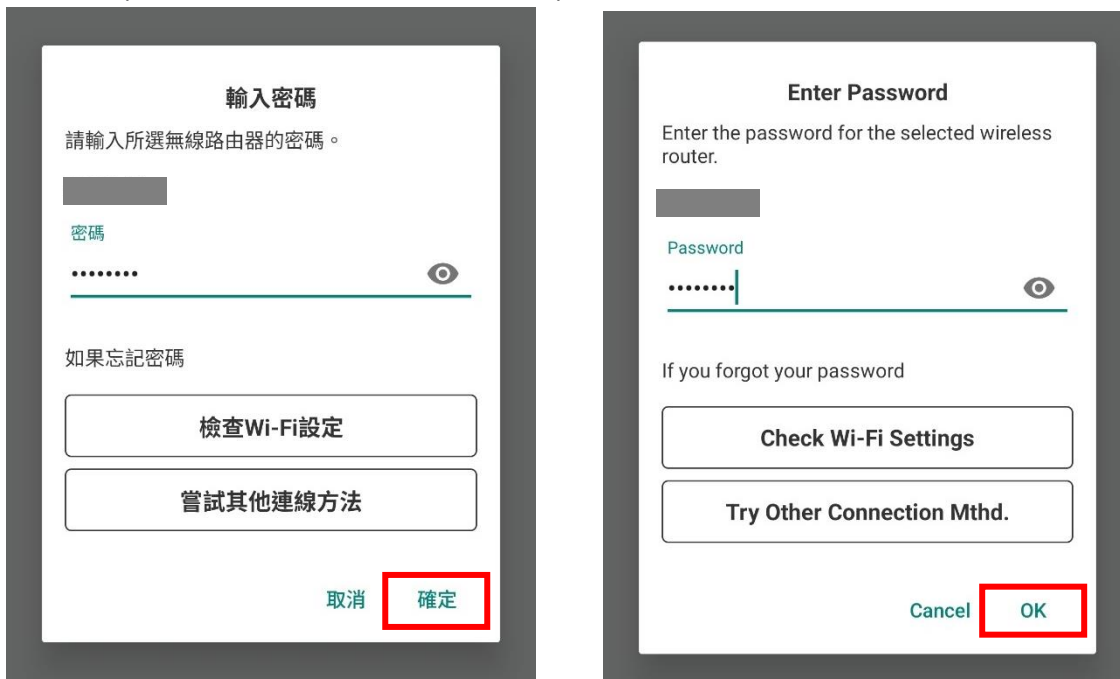 輸入密碼
請輸入所選無線路由器的密碼。
密碼
••••••••
如果忘記密碼
檢查Wi-Fi設定
嘗試其他連線方法
取消 確定
Enter Password
Enter the password for the selected wireless
router.
Password
••••••••
If you forgot your password
Check Wi-Fi Settings
Try Other Connection Mthd.
Cancel OK